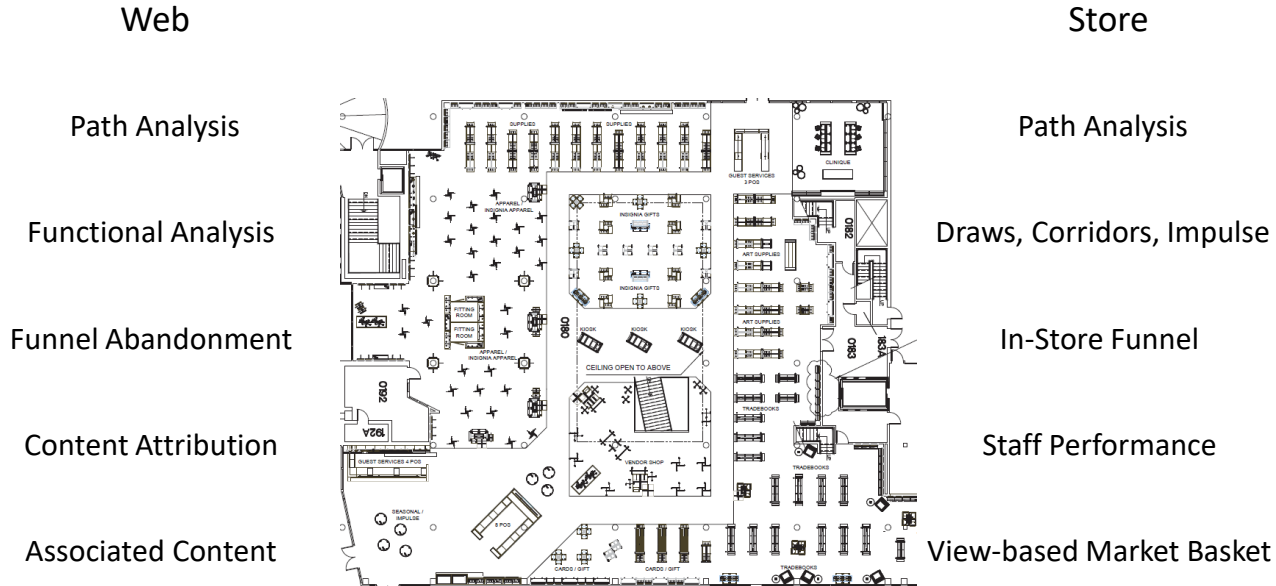 Web
Store
Path Analysis
Path Analysis
Functional Analysis
Draws, Corridors, Impulse
Funnel Abandonment
In-Store Funnel
Content Attribution
Staff Performance
Associated Content
View-based Market Basket
SUPPLIES
SUPPLIES
GUEST SERVICES
3 POS
CLINIQUE
APPAREL /
INSIGNIA APPAREL
INSIGNIA GIFTS
0182
ART SUPPLIES
INSIGNIA GIFTS
FITTING
ROOM
FITTING
ROOM
0180
KIOSK
KIOSK
KIOSK
ART SUPPLIES
0183
183A
APPAREL /
INSIGNIA APPAREL
CEILING OPEN TO ABOVE
0192
192A
TRADEBOOKS
GUEST SERVICES 4 POS
VENDOR SHOP
TRADEBOOKS
SEASONAL /
IMPULSE
8 POS
CARDS / GIFT
CARDS / GIFT
TRADEBOOKS